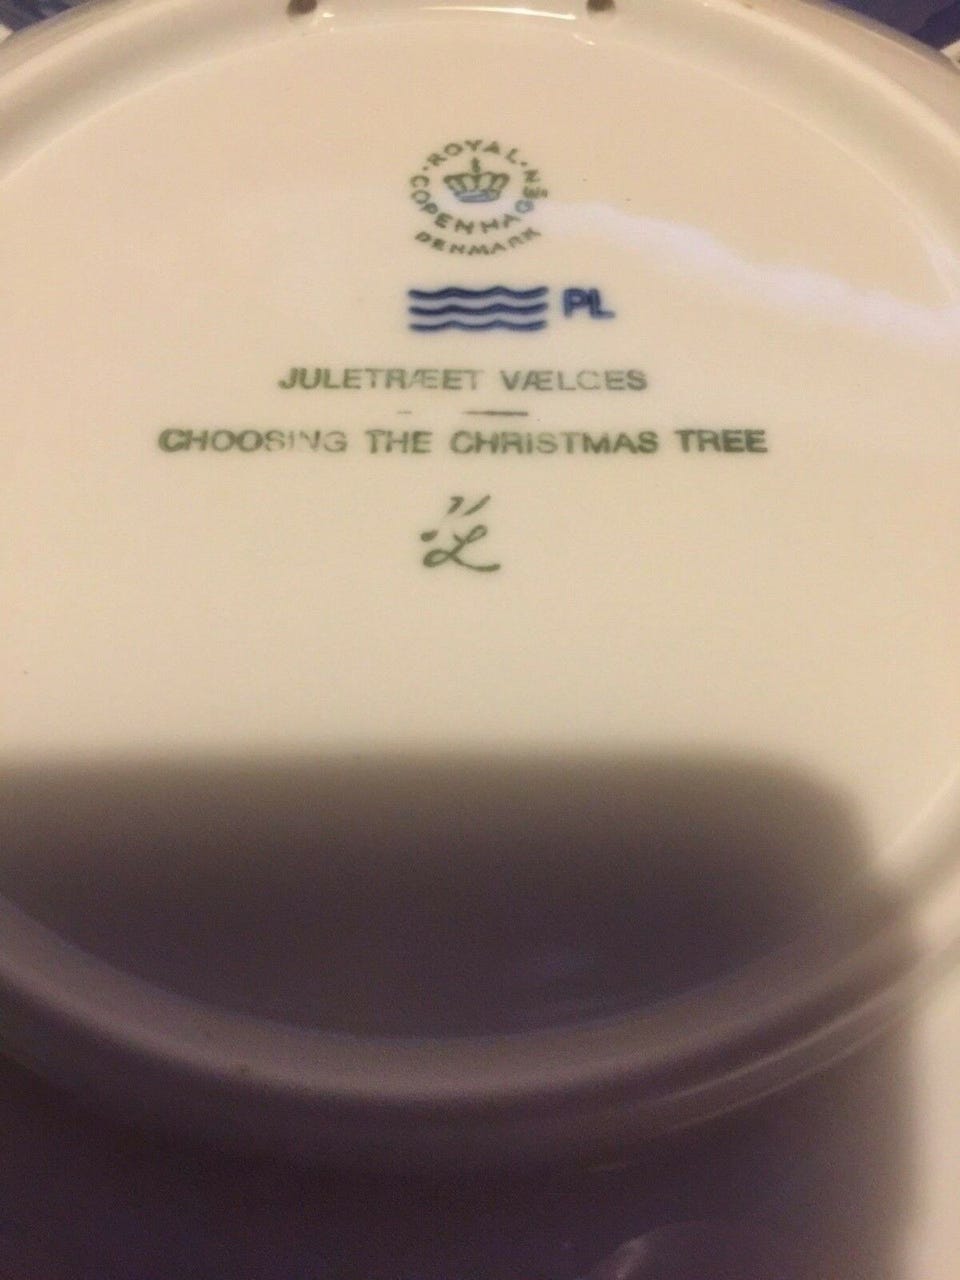 ROYAL COPENHAGEN
DENMARK
PL
JULETRÆET VÆLGES
CHOOSING THE CHRISTMAS TREE